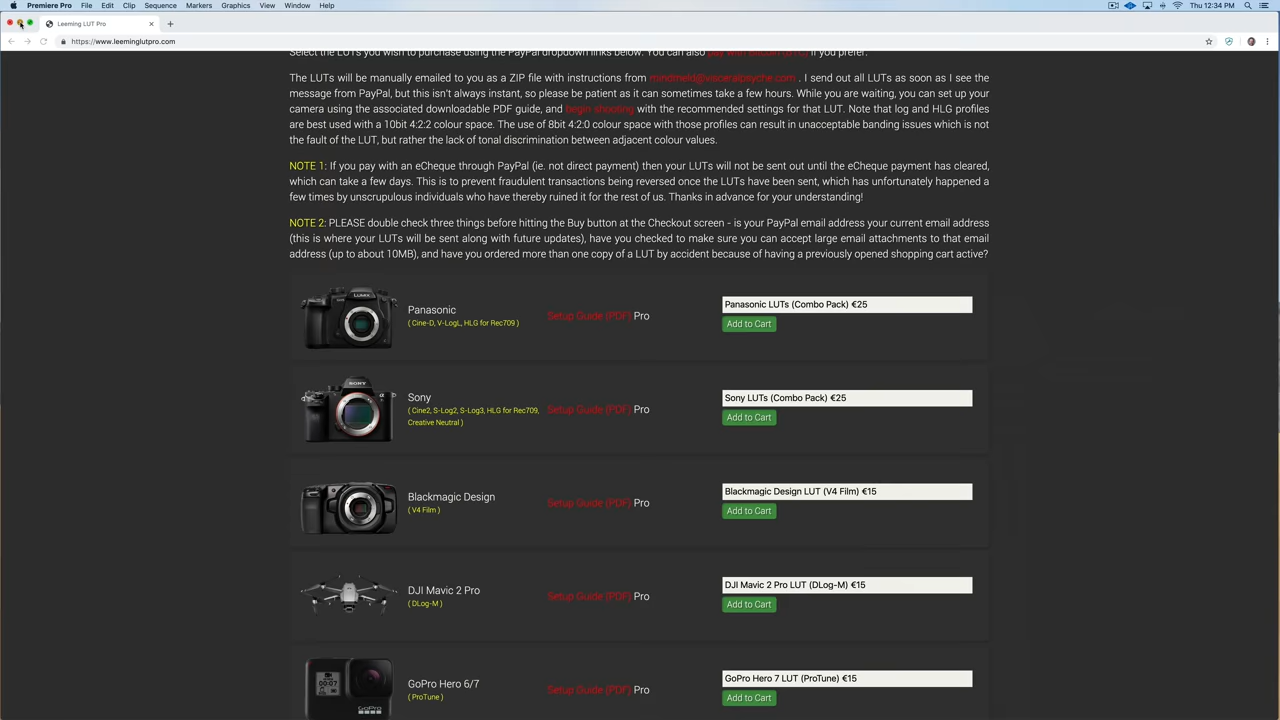 Premiere Pro File Edit Clip Sequence Markers Graphics View Window Help Thu 12:34 PM
Leeming LUT Pro
https://www.leeminglutpro.com
Select the LUTs you wish to purchase using the PayPal dropdown links below. You can also pay with Bitcoin (BTC) if you prefer.
The LUTs will be manually emailed to you as a ZIP file with instructions from mindmeld@visceralpsyche.com . I send out all LUTs as soon as I see the
message from PayPal, but this isn't always instant, so please be patient as it can sometimes take a few hours. While you are waiting, you can set up your
camera using the associated downloadable PDF guide, and begin shooting with the recommended settings for that LUT. Note that log and HLG profiles
are best used with a 10bit 4:2:2 colour space. The use of 8bit 4:2:0 colour space with those profiles can result in unacceptable banding issues which is not
the fault of the LUT, but rather the lack of tonal discrimination between adjacent colour values.
NOTE 1: If you pay with an eCheque through PayPal (ie. not direct payment) then your LUTs will not be sent out until the eCheque payment has cleared,
which can take a few days. This is to prevent fraudulent transactions being reversed once the LUTs have been sent, which has unfortunately happened a
few times by unscrupulous individuals who have thereby ruined it for the rest of us. Thanks in advance for your understanding!
NOTE 2: PLEASE double check three things before hitting the Buy button at the Checkout screen - is your PayPal email address your current email address
(this is where your LUTs will be sent along with future updates), have you checked to make sure you can accept large email attachments to that email
address (up to about 10MB), and have you ordered more than one copy of a LUT by accident because of having a previously opened shopping cart active?
Panasonic
( Cine-D, V-LogL, HLG for Rec709 )
Setup Guide (PDF) Pro
Panasonic LUTs (Combo Pack) €25
Add to Cart
Sony
( Cine2, S-Log2, S-Log3, HLG for Rec709,
Creative Neutral )
Setup Guide (PDF) Pro
Sony LUTs (Combo Pack) €25
Add to Cart
Blackmagic Design
( V4 Film )
Setup Guide (PDF) Pro
Blackmagic Design LUT (V4 Film) €15
Add to Cart
DJI Mavic 2 Pro
( DLog-M )
Setup Guide (PDF) Pro
DJI Mavic 2 Pro LUT (DLog-M) €15
Add to Cart
GoPro Hero 6/7
( ProTune )
Setup Guide (PDF) Pro
GoPro Hero 7 LUT (ProTune) €15
Add to Cart
LUMIX
SONY
GoPro